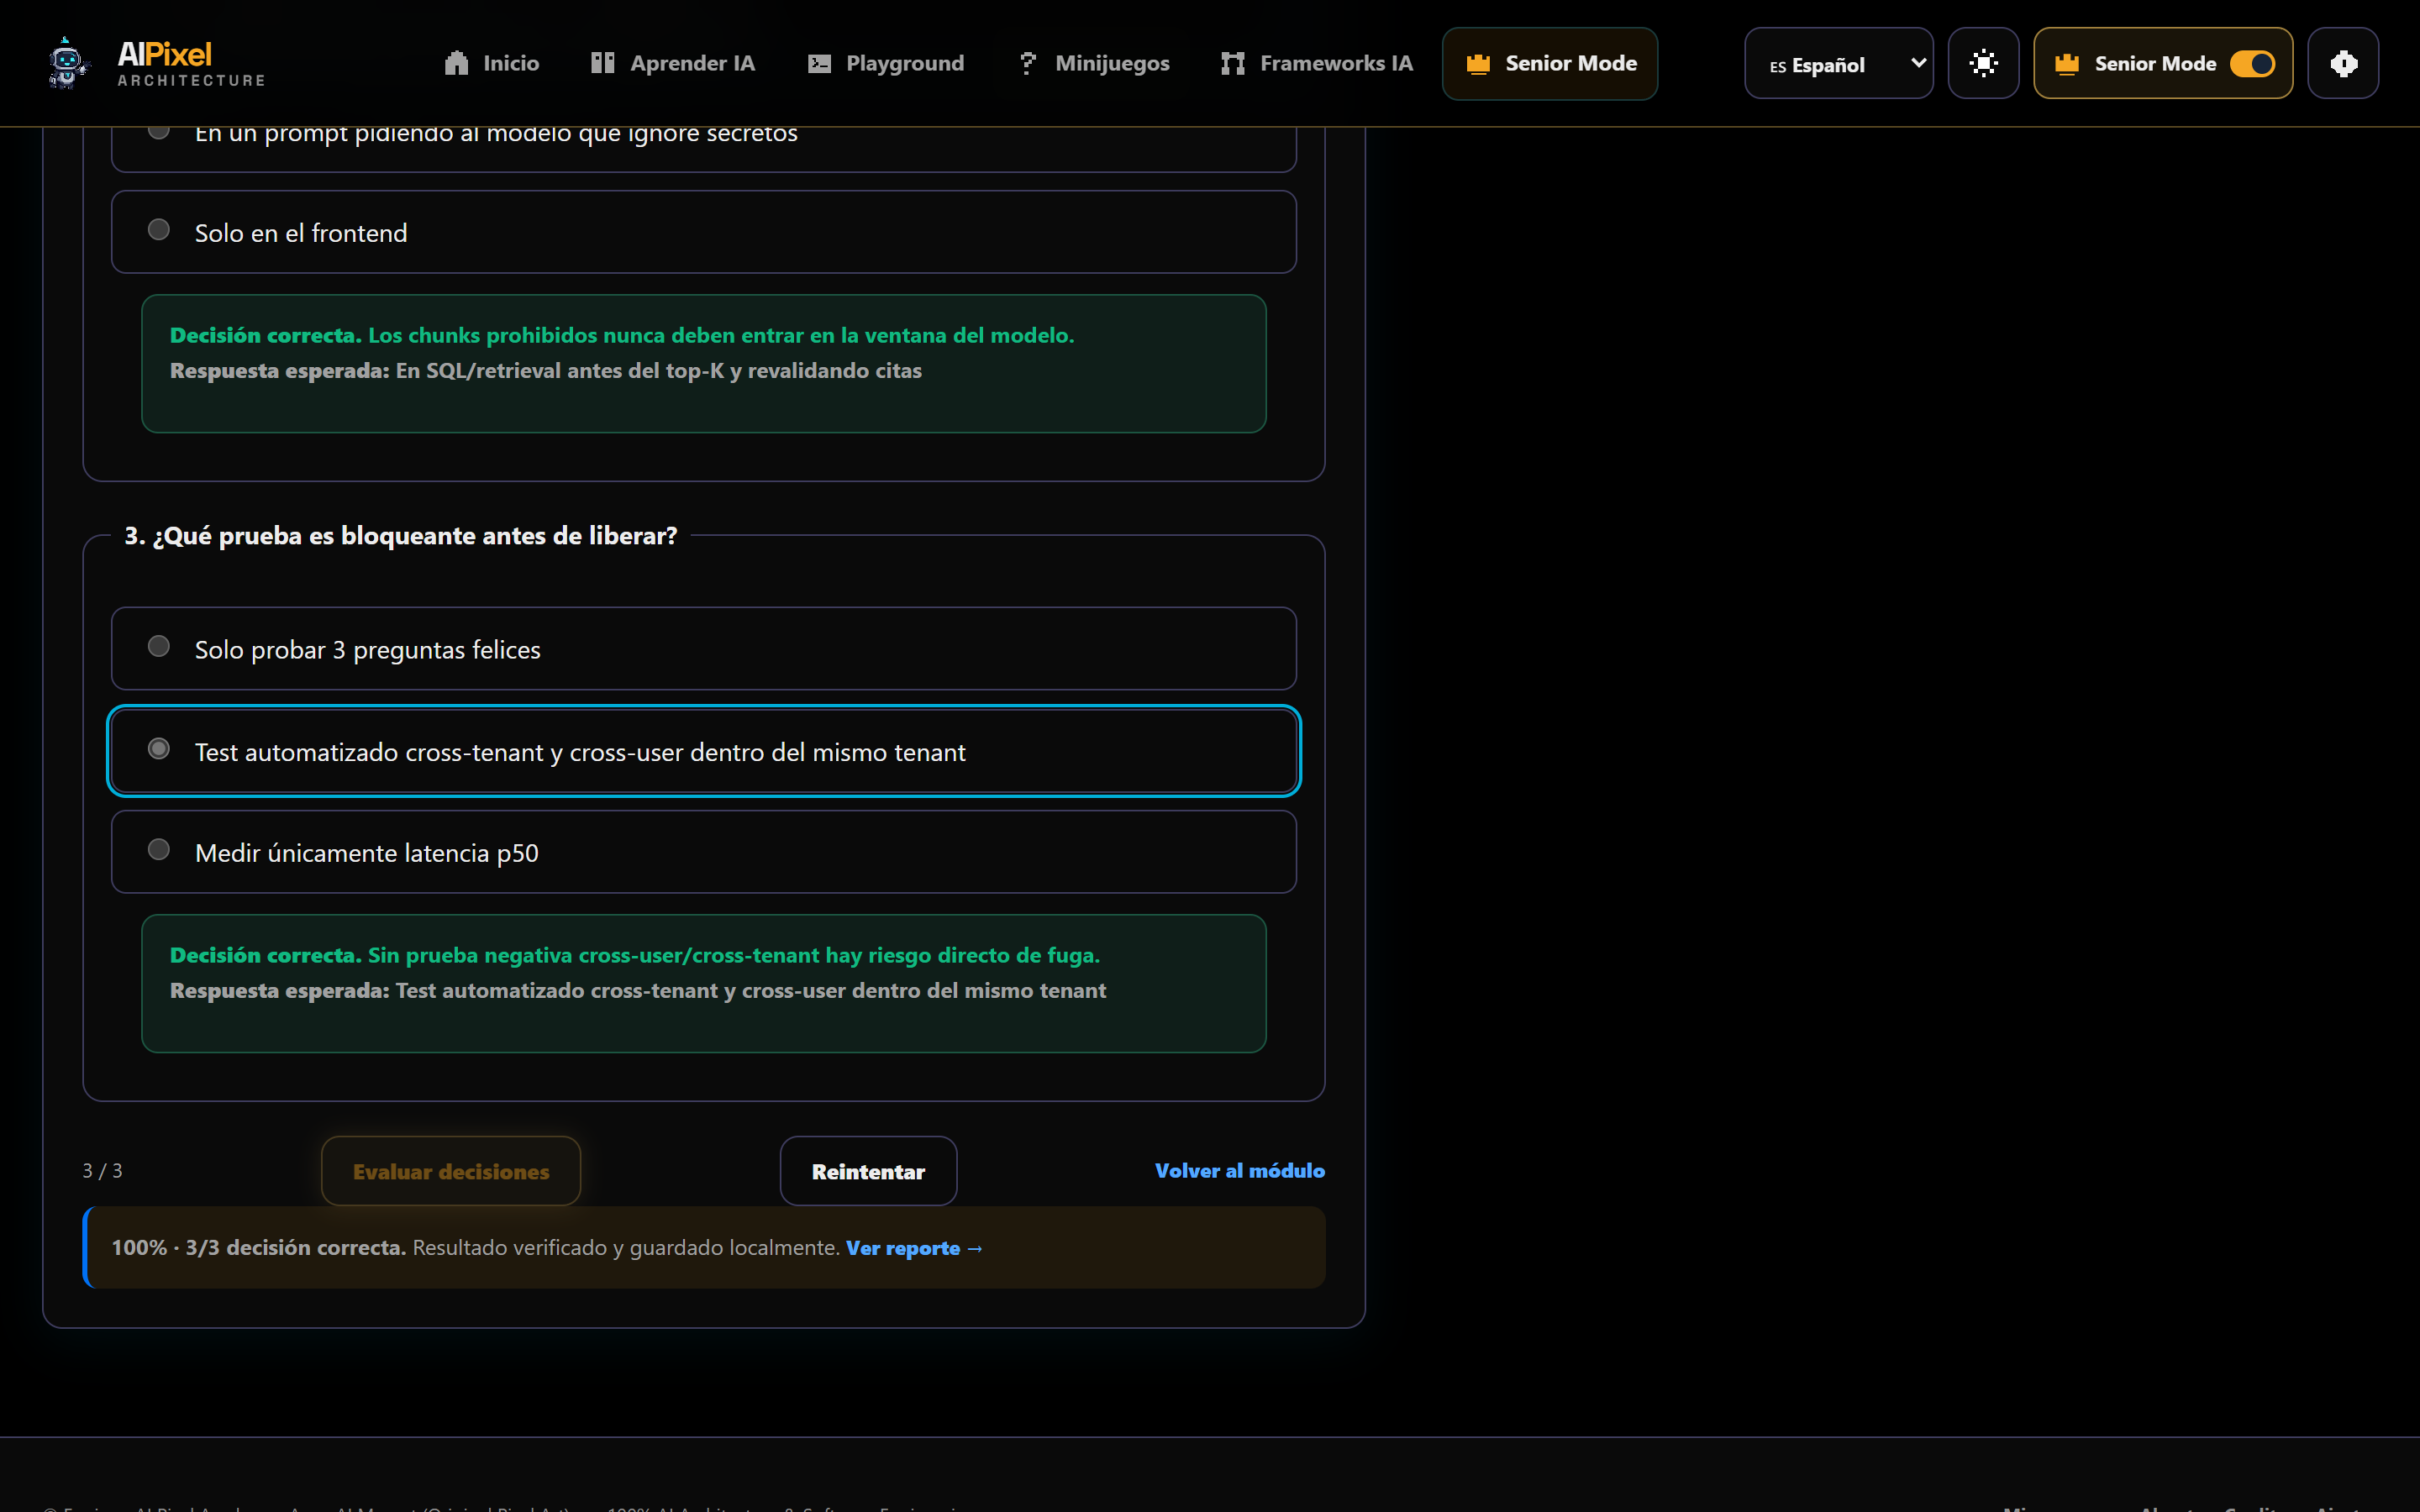 AIPixel
ARCHITECTURE
Inicio
Aprender IA
Playground
Minijuegos
Frameworks IA
Senior Mode
ES Español
Senior Mode
En un prompt pidiendo al modelo que ignore secretos
Solo en el frontend
Decisión correcta. Los chunks prohibidos nunca deben entrar en la ventana del modelo.
Respuesta esperada: En SQL/retrieval antes del top-K y revalidando citas
3. ¿Qué prueba es bloqueante antes de liberar?
Solo probar 3 preguntas felices
Test automatizado cross-tenant y cross-user dentro del mismo tenant
Medir únicamente latencia p50
Decisión correcta. Sin prueba negativa cross-user/cross-tenant hay riesgo directo de fuga.
Respuesta esperada: Test automatizado cross-tenant y cross-user dentro del mismo tenant
3 / 3
Evaluar decisiones
Reintentar
Volver al módulo
100% · 3/3 decisión correcta. Resultado verificado y guardado localmente. Ver reporte →